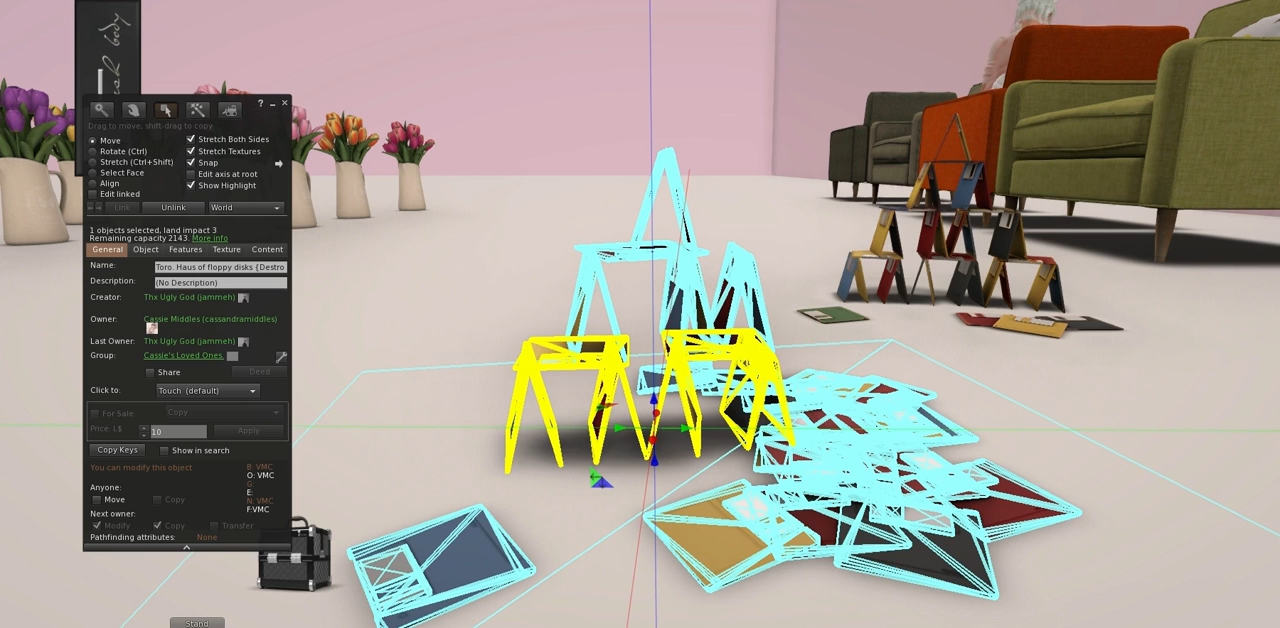 body
? _ ×
Drag to move, shift-drag to copy
Move
Rotate (Ctrl)
Stretch (Ctrl+Shift)
Select Face
Align
Edit linked
Stretch Both Sides
Stretch Textures
Snap
Edit axis at root
Show Highlight
Link Unlink World
1 objects selected, land impact 3
Remaining capacity 2143. More info
General Object Features Texture Content
Name: Toro. Haus of floppy disks {Destro
Description: (No Description)
Creator: Thx Ugly God (jammeh)
Owner: Cassie Middles (cassandramiddles)
Last Owner: Thx Ugly God (jammeh)
Group: Cassie's Loved Ones.
Share Deed
Click to: Touch (default)
For Sale Copy
Price: L$ 10 Apply
Copy Keys Show in search
You can modify this object
B: VMC
O: VMC
G:
E:
N: VMC
F:VMC
Anyone:
Move Copy
Next owner:
Modify Copy Transfer
Pathfinding attributes: None
Stand